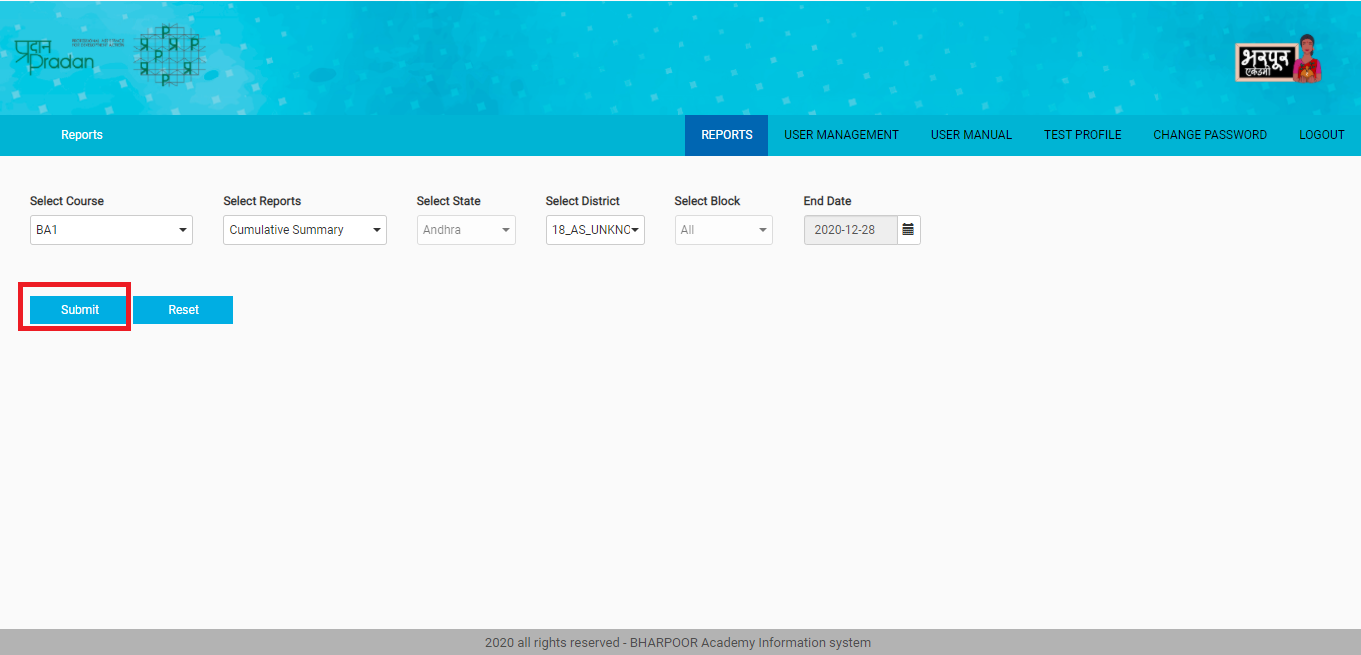 प्रदान
Pradan
भरपूर
एकेडमी
Reports
REPORTS
USER MANAGEMENT
USER MANUAL
TEST PROFILE
CHANGE PASSWORD
LOGOUT
Select Course
Select Reports
Select State
Select District
Select Block
End Date
BA1
Cumulative Summary
Andhra
18_AS_UNKNO
All
2020-12-28
Submit
Reset
2020 all rights reserved - BHARPOOR Academy Information system